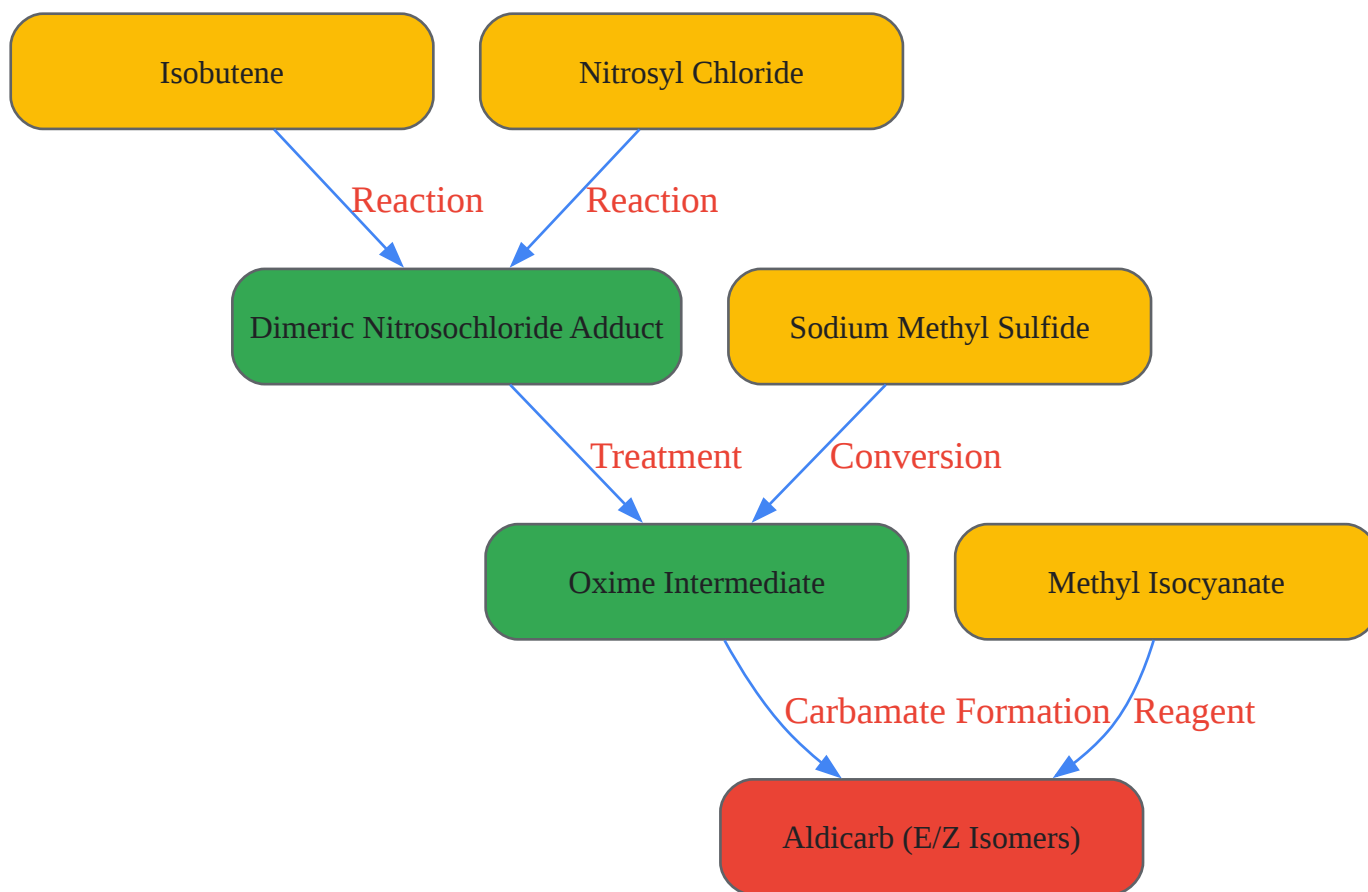 Isobutene
Nitrosyl Chloride
Reaction
Reaction
Dimeric Nitrosochloride Adduct
Sodium Methyl Sulfide
Treatment
Conversion
Oxime Intermediate
Methyl Isocyanate
Carbamate Formation
Reagent
Aldicarb (E/Z Isomers)